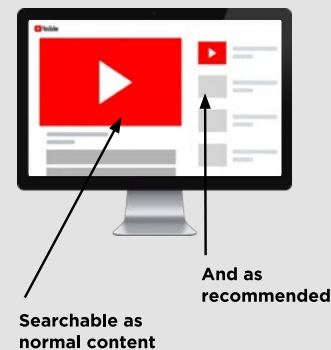 YouTube
And as
recommended
Searchable as
normal content